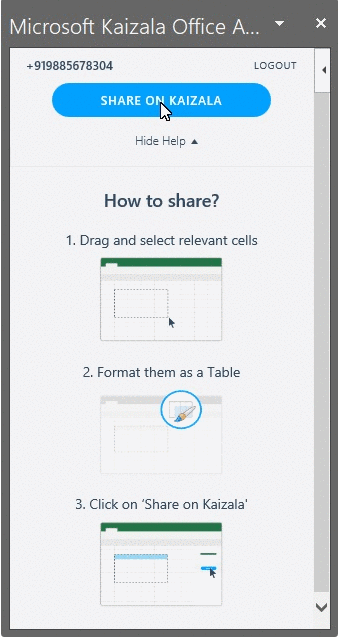 Microsoft Kaizala Office A...
+919885678304 LOGOUT
SHARE ON KAIZALA
Hide Help
How to share?
1. Drag and select relevant cells
2. Format them as a Table
3. Click on 'Share on Kaizala'